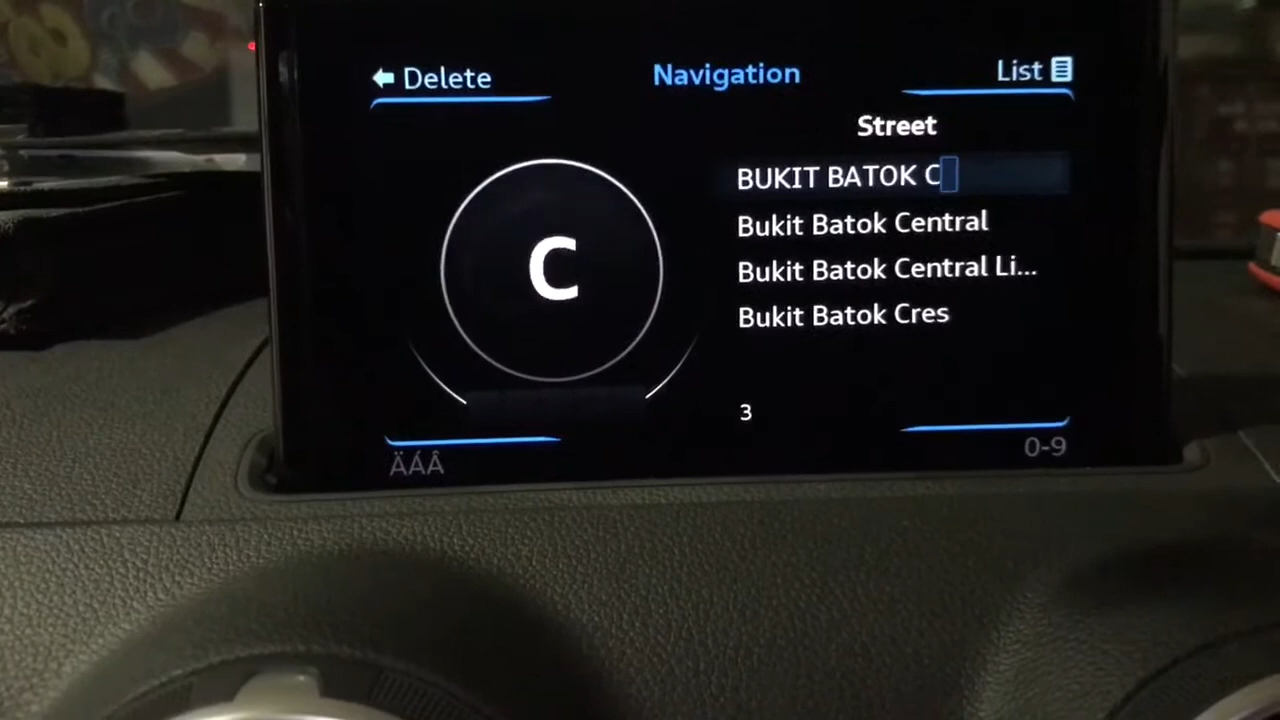 Delete
Navigation
List
Street
BUKIT BATOK C
Bukit Batok Central
Bukit Batok Central Li...
Bukit Batok Cres
C
3
ÄÁÂ
0-9